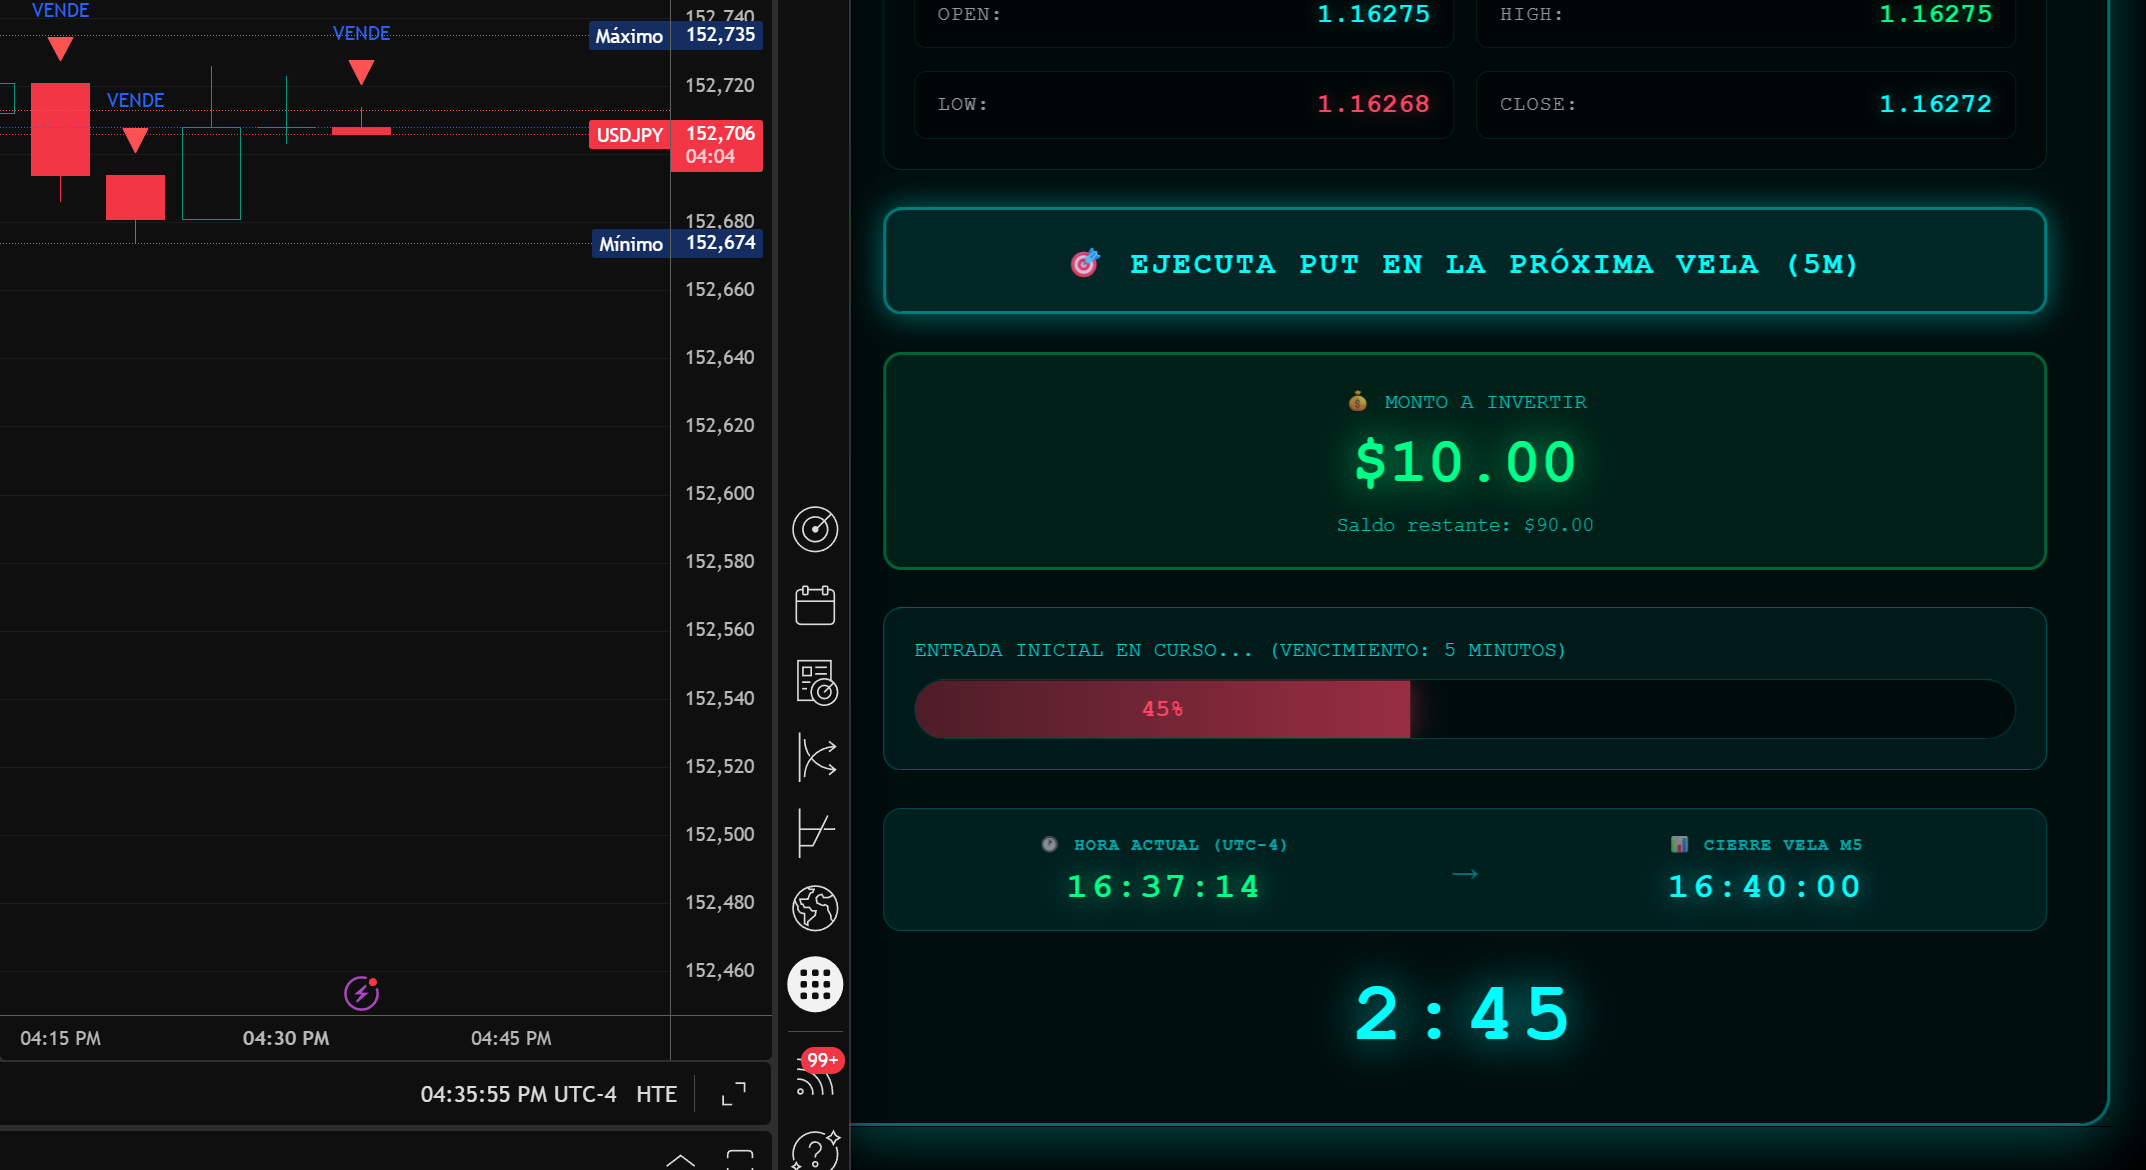 VENDE
VENDE
VENDE
152,740
Máximo 152,735
152,720
USDJPY 152,706
04:04
152,680
Mínimo 152,674
152,660
152,640
152,620
152,600
152,580
152,560
152,540
152,520
152,500
152,480
152,460
04:15 PM 04:30 PM 04:45 PM
04:35:55 PM UTC-4 HTE
99+
OPEN: 1.16275
HIGH: 1.16275
LOW: 1.16268
CLOSE: 1.16272
EJECUTA PUT EN LA PRÓXIMA VELA (5M)
MONTO A INVERTIR
$10.00
Saldo restante: $90.00
ENTRADA INICIAL EN CURSO... (VENCIMIENTO: 5 MINUTOS)
45%
HORA ACTUAL (UTC-4)
16:37:14
→
CIERRE VELA M5
16:40:00
2:45